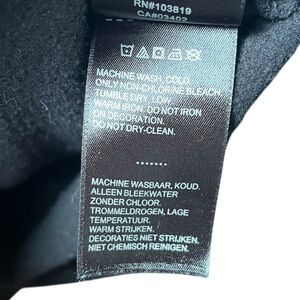 RN#103819
CA#03402
MACHINE WASH, COLD.
ONLY NON-CHLORINE BLEACH
TUMBLE DRY, LOW
WARM IRON, DO NOT IRON
ON DECORATION.
DO NOT DRY-CLEAN.
.......
MACHINE WASBAAR, KOUD.
ALLEEN BLEEKWATER
ZONDER CHLOOR.
TROMMELDROGEN, LAGE
TEMPERATUUR.
WARM STRIJKEN.
DECORATIES NIET STRIJKEN.
NIET CHEMISCH REINIGEN.